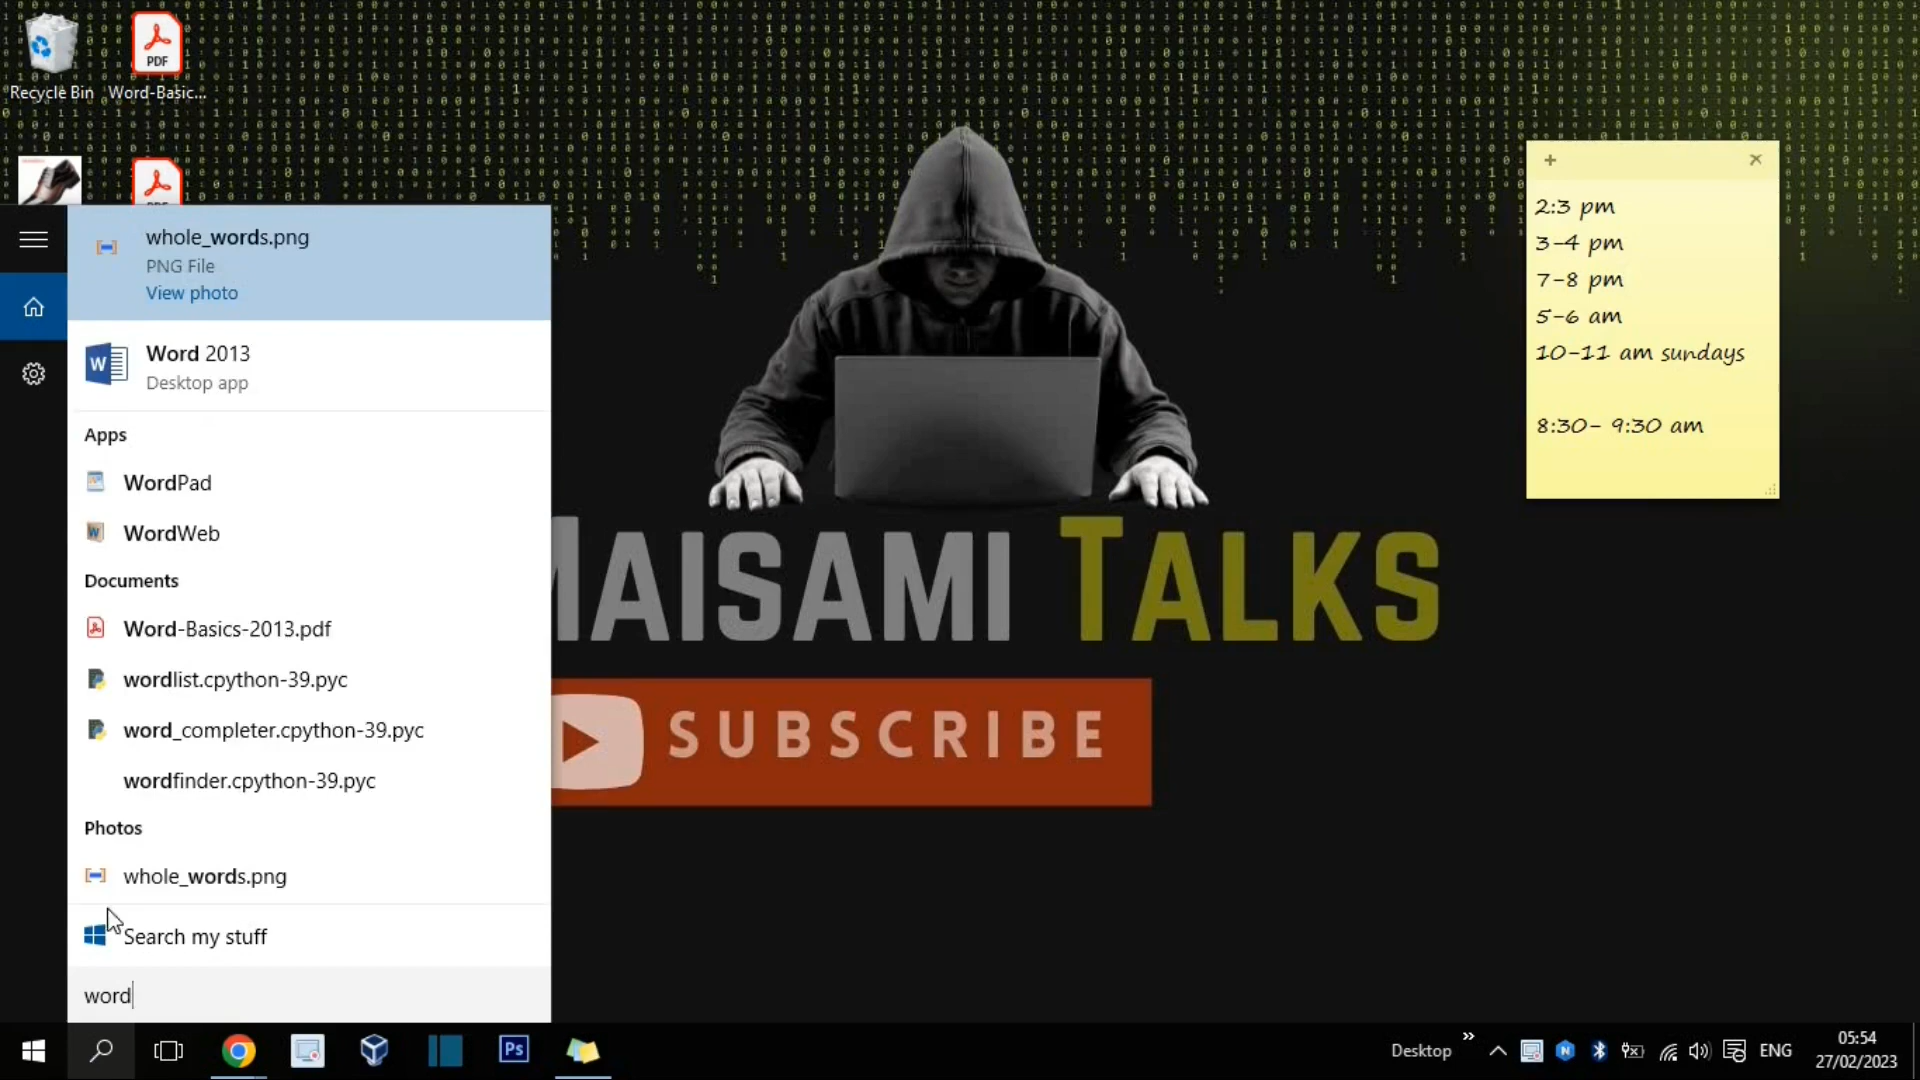 Recycle Bin
Word-Basic...
PDF
whole_words.png
PNG File
View photo
Word 2013
Desktop app
Apps
WordPad
WordWeb
Documents
Word-Basics-2013.pdf
wordlist.cpython-39.pyc
word_completer.cpython-39.pyc
wordfinder.cpython-39.pyc
Photos
whole_words.png
Search my stuff
word
MAISAMI TALKS
SUBSCRIBE
2:3 pm
3-4 pm
7-8 pm
5-6 am
10-11 am sundays
8:30- 9:30 am
Ps
Desktop
ENG
05:54
27/02/2023